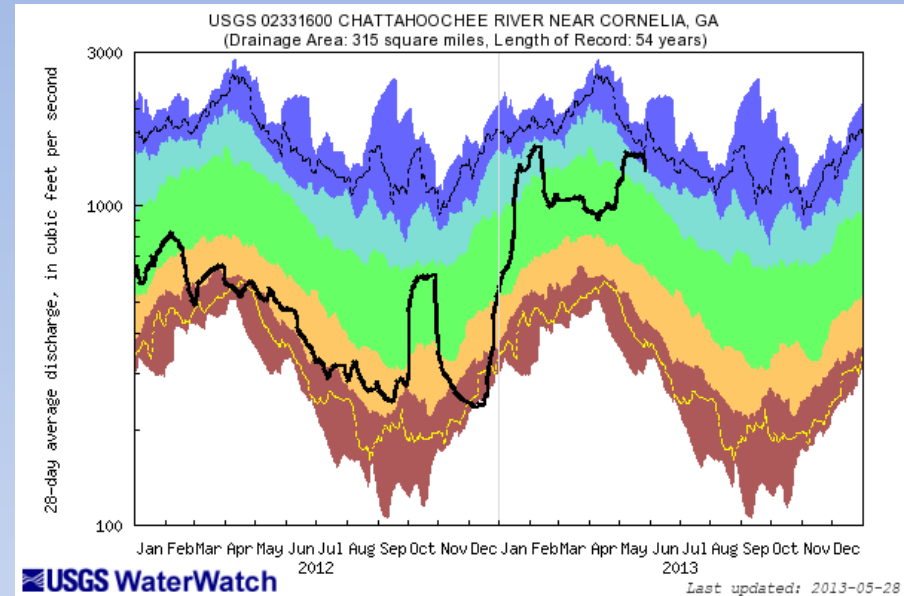 USGS 02331600 CHATTAHOOCHEE RIVER NEAR CORNELIA, GA
(Drainage Area: 315 square miles, Length of Record: 54 years)
28-day average discharge, in cubic feet per second
3000
1000
100
Jan Feb Mar Apr May Jun Jul Aug Sep Oct Nov Dec Jan Feb Mar Apr May Jun Jul Aug Sep Oct Nov Dec
2012 2013
USGS WaterWatch
Last updated: 2013-05-28